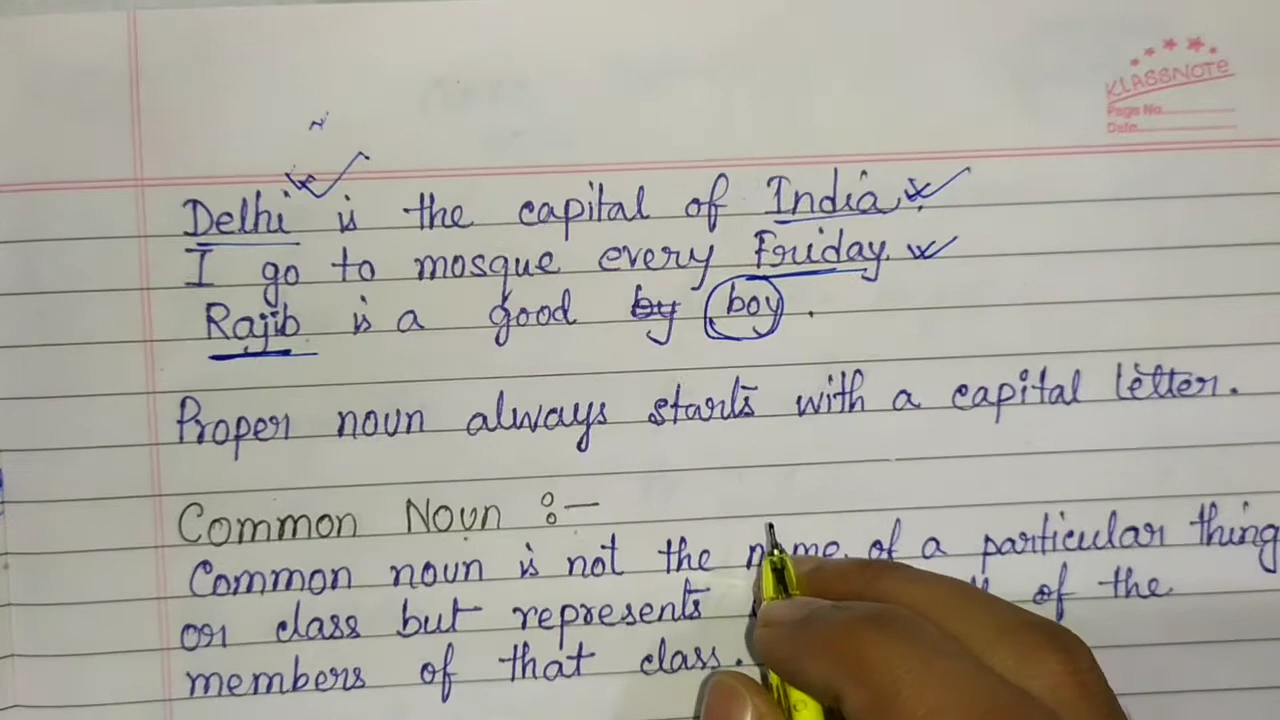 KLASSNOTE
Page No.
Date
Delhi is the capital of India
I go to mosque every Friday.
Rajib is a good by boy .
Proper noun always starts with a capital letter.
Common Noun :-
Common noun is not the name of a particular thing
or class but represents of the
members of that class.